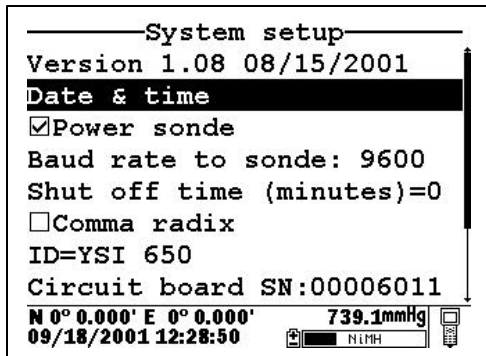 System setup
Version 1.08 08/15/2001
Date & time
Power sonde
Baud rate to sonde: 9600
Shut off time (minutes)=0
Comma radix
ID=YSI 650
Circuit board SN:00006011
N 0° 0.000' E 0° 0.000' 739.1mmHg
09/18/2001 12:28:50 NiMH